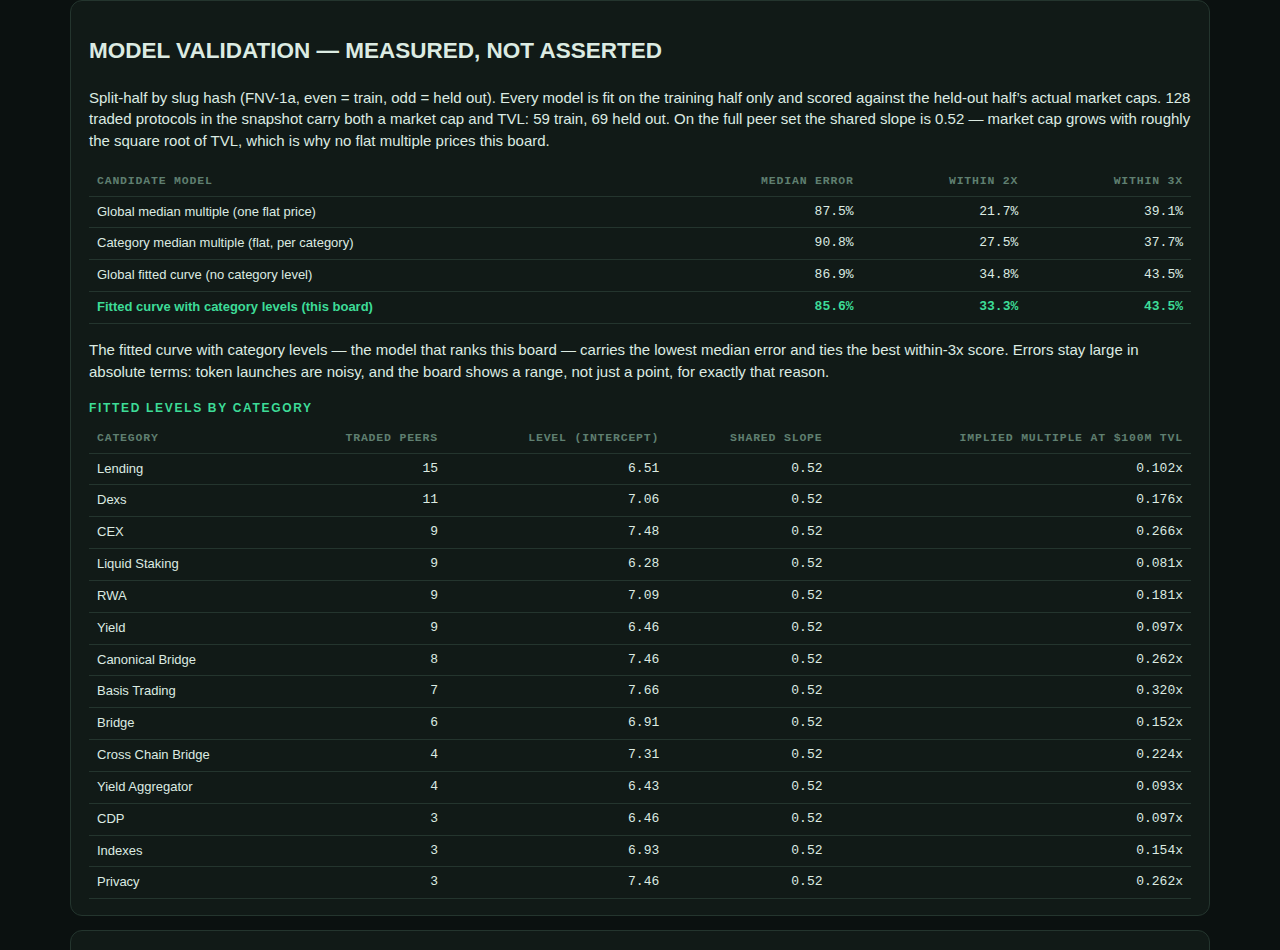 MODEL VALIDATION — MEASURED, NOT ASSERTED
Split-half by slug hash (FNV-1a, even = train, odd = held out). Every model is fit on the training half only and scored against the held-out half’s actual market caps. 128
traded protocols in the snapshot carry both a market cap and TVL: 59 train, 69 held out. On the full peer set the shared slope is 0.52 — market cap grows with roughly
the square root of TVL, which is why no flat multiple prices this board.
CANDIDATE MODEL MEDIAN ERROR WITHIN 2X WITHIN 3X
Global median multiple (one flat price) 87.5% 21.7% 39.1%
Category median multiple (flat, per category) 90.8% 27.5% 37.7%
Global fitted curve (no category level) 86.9% 34.8% 43.5%
Fitted curve with category levels (this board) 85.6% 33.3% 43.5%
The fitted curve with category levels — the model that ranks this board — carries the lowest median error and ties the best within-3x score. Errors stay large in
absolute terms: token launches are noisy, and the board shows a range, not just a point, for exactly that reason.
FITTED LEVELS BY CATEGORY
CATEGORY TRADED PEERS LEVEL (INTERCEPT) SHARED SLOPE IMPLIED MULTIPLE AT $100M TVL
Lending 15 6.51 0.52 0.102x
Dexs 11 7.06 0.52 0.176x
CEX 9 7.48 0.52 0.266x
Liquid Staking 9 6.28 0.52 0.081x
RWA 9 7.09 0.52 0.181x
Yield 9 6.46 0.52 0.097x
Canonical Bridge 8 7.46 0.52 0.262x
Basis Trading 7 7.66 0.52 0.320x
Bridge 6 6.91 0.52 0.152x
Cross Chain Bridge 4 7.31 0.52 0.224x
Yield Aggregator 4 6.43 0.52 0.093x
CDP 3 6.46 0.52 0.097x
Indexes 3 6.93 0.52 0.154x
Privacy 3 7.46 0.52 0.262x